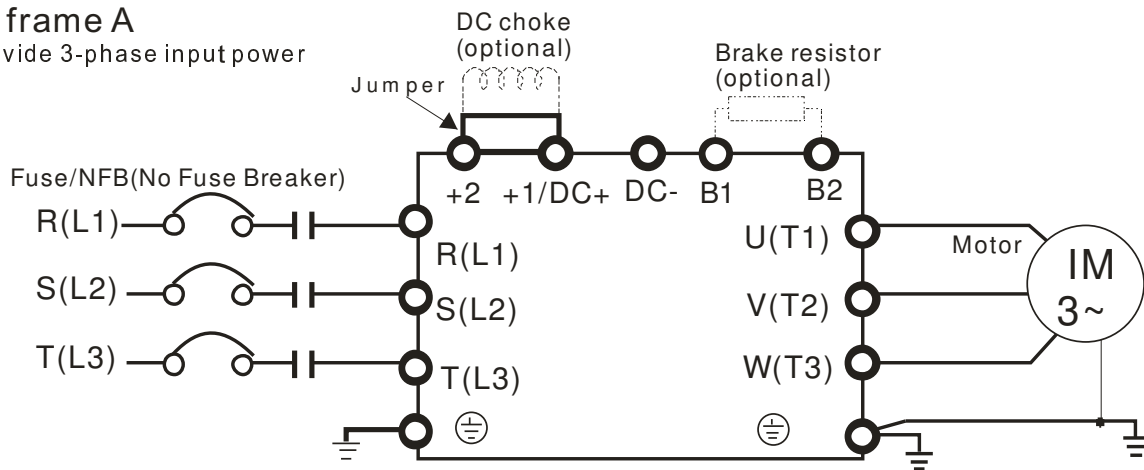 frame A
vide 3-phase input power
DC choke
(optional)
Brake resistor
(optional)
Jumper
Fuse/NFB(No Fuse Breaker)
+2 +1/DC+ DC- B1 B2
R(L1)
R(L1)
U(T1)
Motor
IM
3~
S(L2)
S(L2)
V(T2)
T(L3)
T(L3)
W(T3)